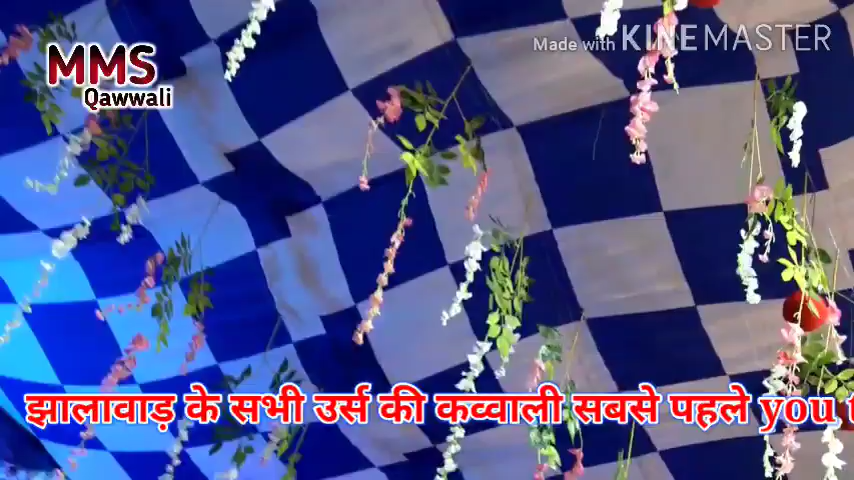 Made with KINEMASTER
MMS
Qawwali
झालावाड़ के सभी उर्स की कव्वाली सबसे पहले you